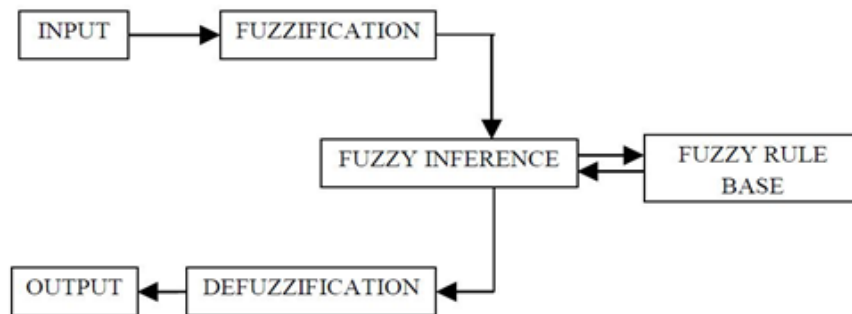 INPUT
FUZZIFICATION
FUZZY INFERENCE
FUZZY RULE
BASE
OUTPUT
DEFUZZIFICATION